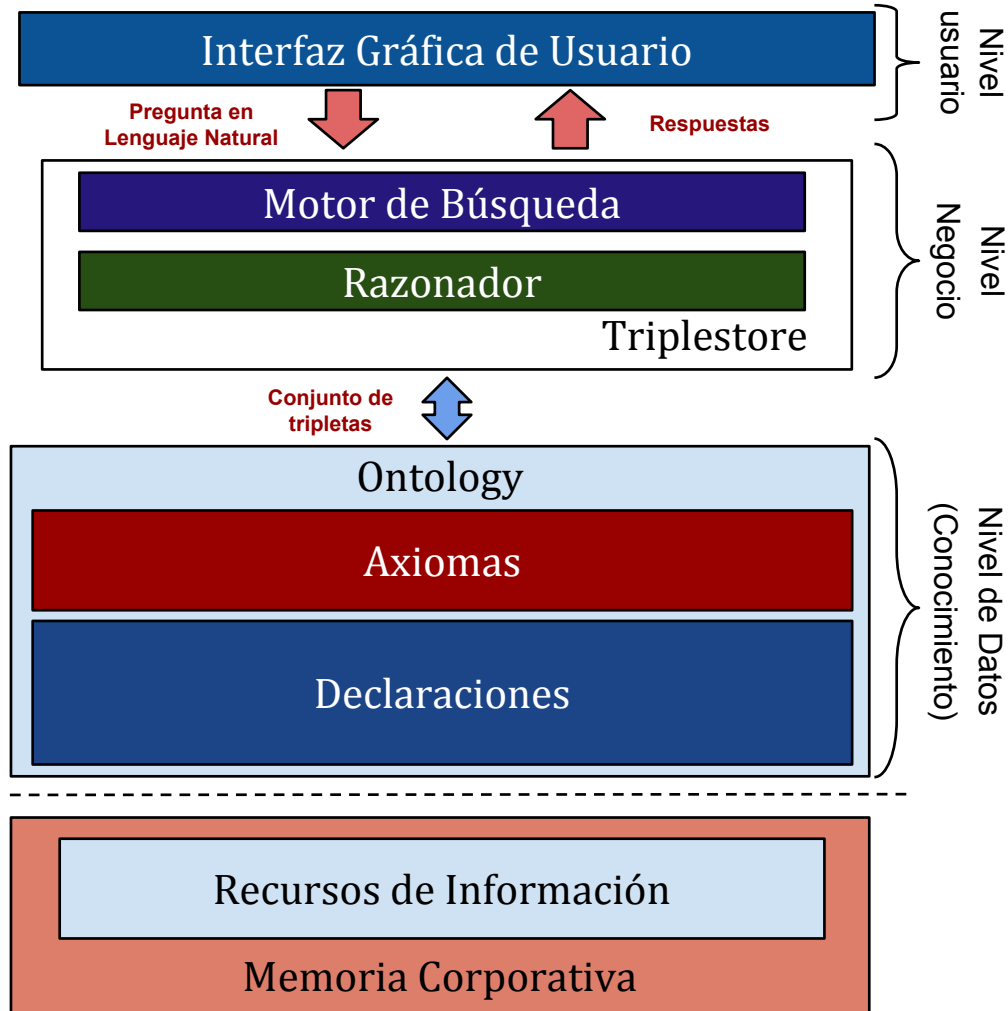 Interfaz Gráfica de Usuario
Nivel
usuario
Pregunta en
Lenguaje Natural
Respuestas
Motor de Búsqueda
Razonador
Triplestore
Nivel
Negocio
Conjunto de
tripletas
Ontology
Axiomas
Declaraciones
Nivel de Datos
(Conocimiento)
Recursos de Información
Memoria Corporativa